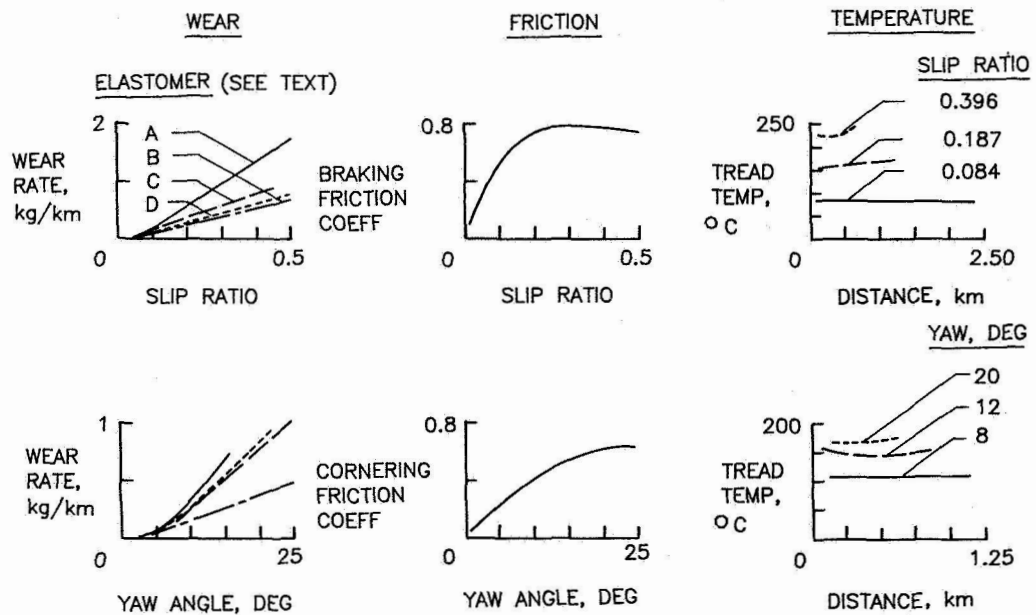 WEAR
FRICTION
TEMPERATURE
ELASTOMER (SEE TEXT)
2
A
B
C
D
WEAR
RATE,
kg/km
0
0.5
SLIP RATIO
0.8
BRAKING
FRICTION
COEFF
0
0.5
SLIP RATIO
SLIP RATIO
0.396
0.187
0.084
250
TREAD
TEMP,
°C
0
2.50
DISTANCE, km
1
WEAR
RATE,
kg/km
0
25
YAW ANGLE, DEG
0.8
CORNERING
FRICTION
COEFF
0
25
YAW ANGLE, DEG
YAW, DEG
20
12
8
200
TREAD
TEMP,
°C
0
1.25
DISTANCE, km